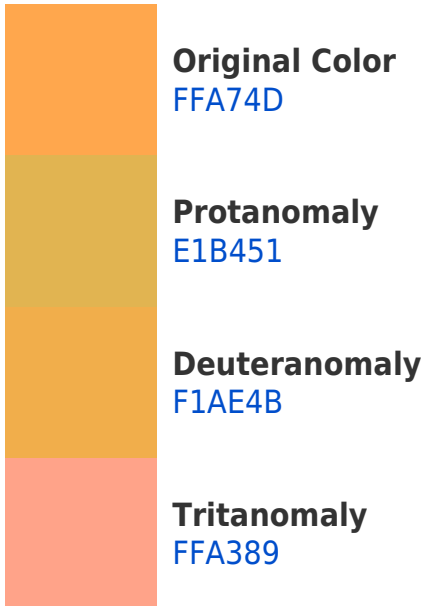 Original Color
FFA74D
Protanomaly
E1B451
Deuteranomaly
F1AE4B
Tritanomaly
FFA389